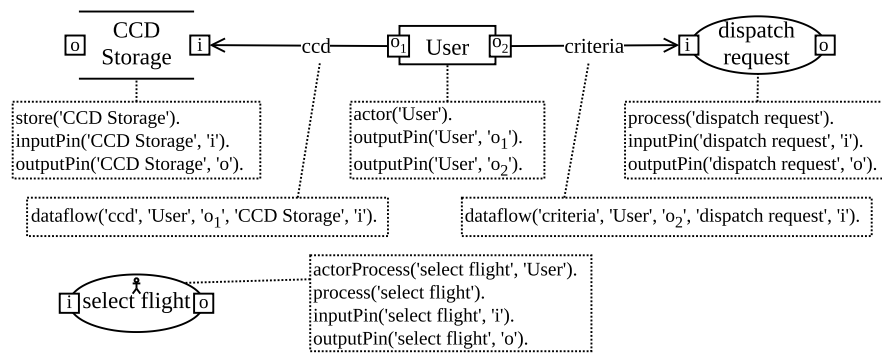 CCD
Storage
o
i
ccd
o1
User
o2
criteria
i
dispatch
request
o
store('CCD Storage').
inputPin('CCD Storage', 'i').
outputPin('CCD Storage', 'o').
actor('User').
outputPin('User', 'o1').
outputPin('User', 'o2').
process('dispatch request').
inputPin('dispatch request', 'i').
outputPin('dispatch request', 'o').
dataflow('ccd', 'User', 'o1', 'CCD Storage', 'i').
dataflow('criteria', 'User', 'o2', 'dispatch request', 'i').
i
select flight
o
actorProcess('select flight', 'User').
process('select flight').
inputPin('select flight', 'i').
outputPin('select flight', 'o').